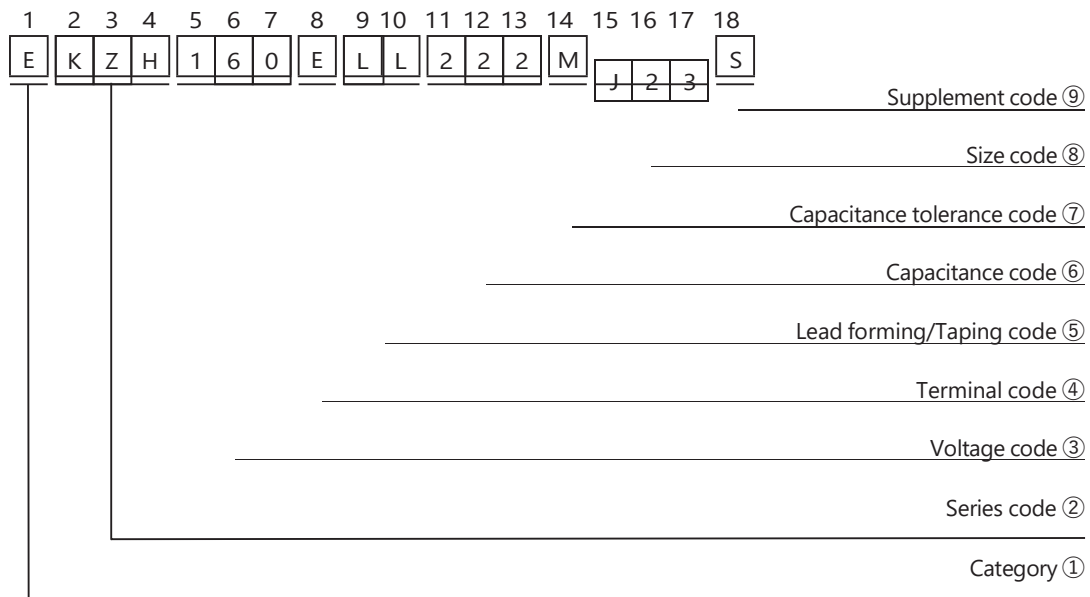 1 2 3 4 5 6 7 8 9 10 11 12 13 14 15 16 17 18
E K Z H 1 6 0 E L L 2 2 2 M J 2 3 S
Supplement code ⑨
Size code ⑧
Capacitance tolerance code ⑦
Capacitance code ⑥
Lead forming/Taping code ⑤
Terminal code ④
Voltage code ③
Series code ②
Category ①